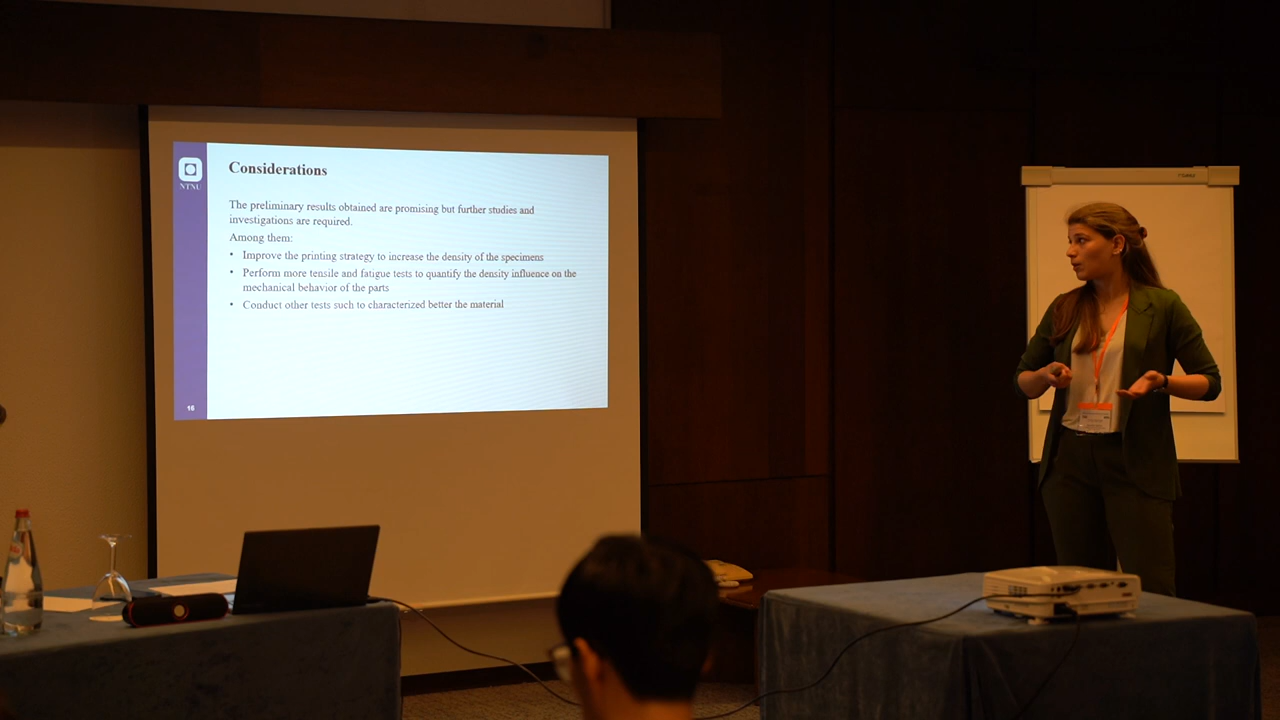 NTNU
Considerations
The preliminary results obtained are promising but further studies and
investigations are required.
Among them:
• Improve the printing strategy to increase the density of the specimens
• Perform more tensile and fatigue tests to quantify the density influence on the
mechanical behavior of the parts
• Conduct other tests such to characterized better the material
16